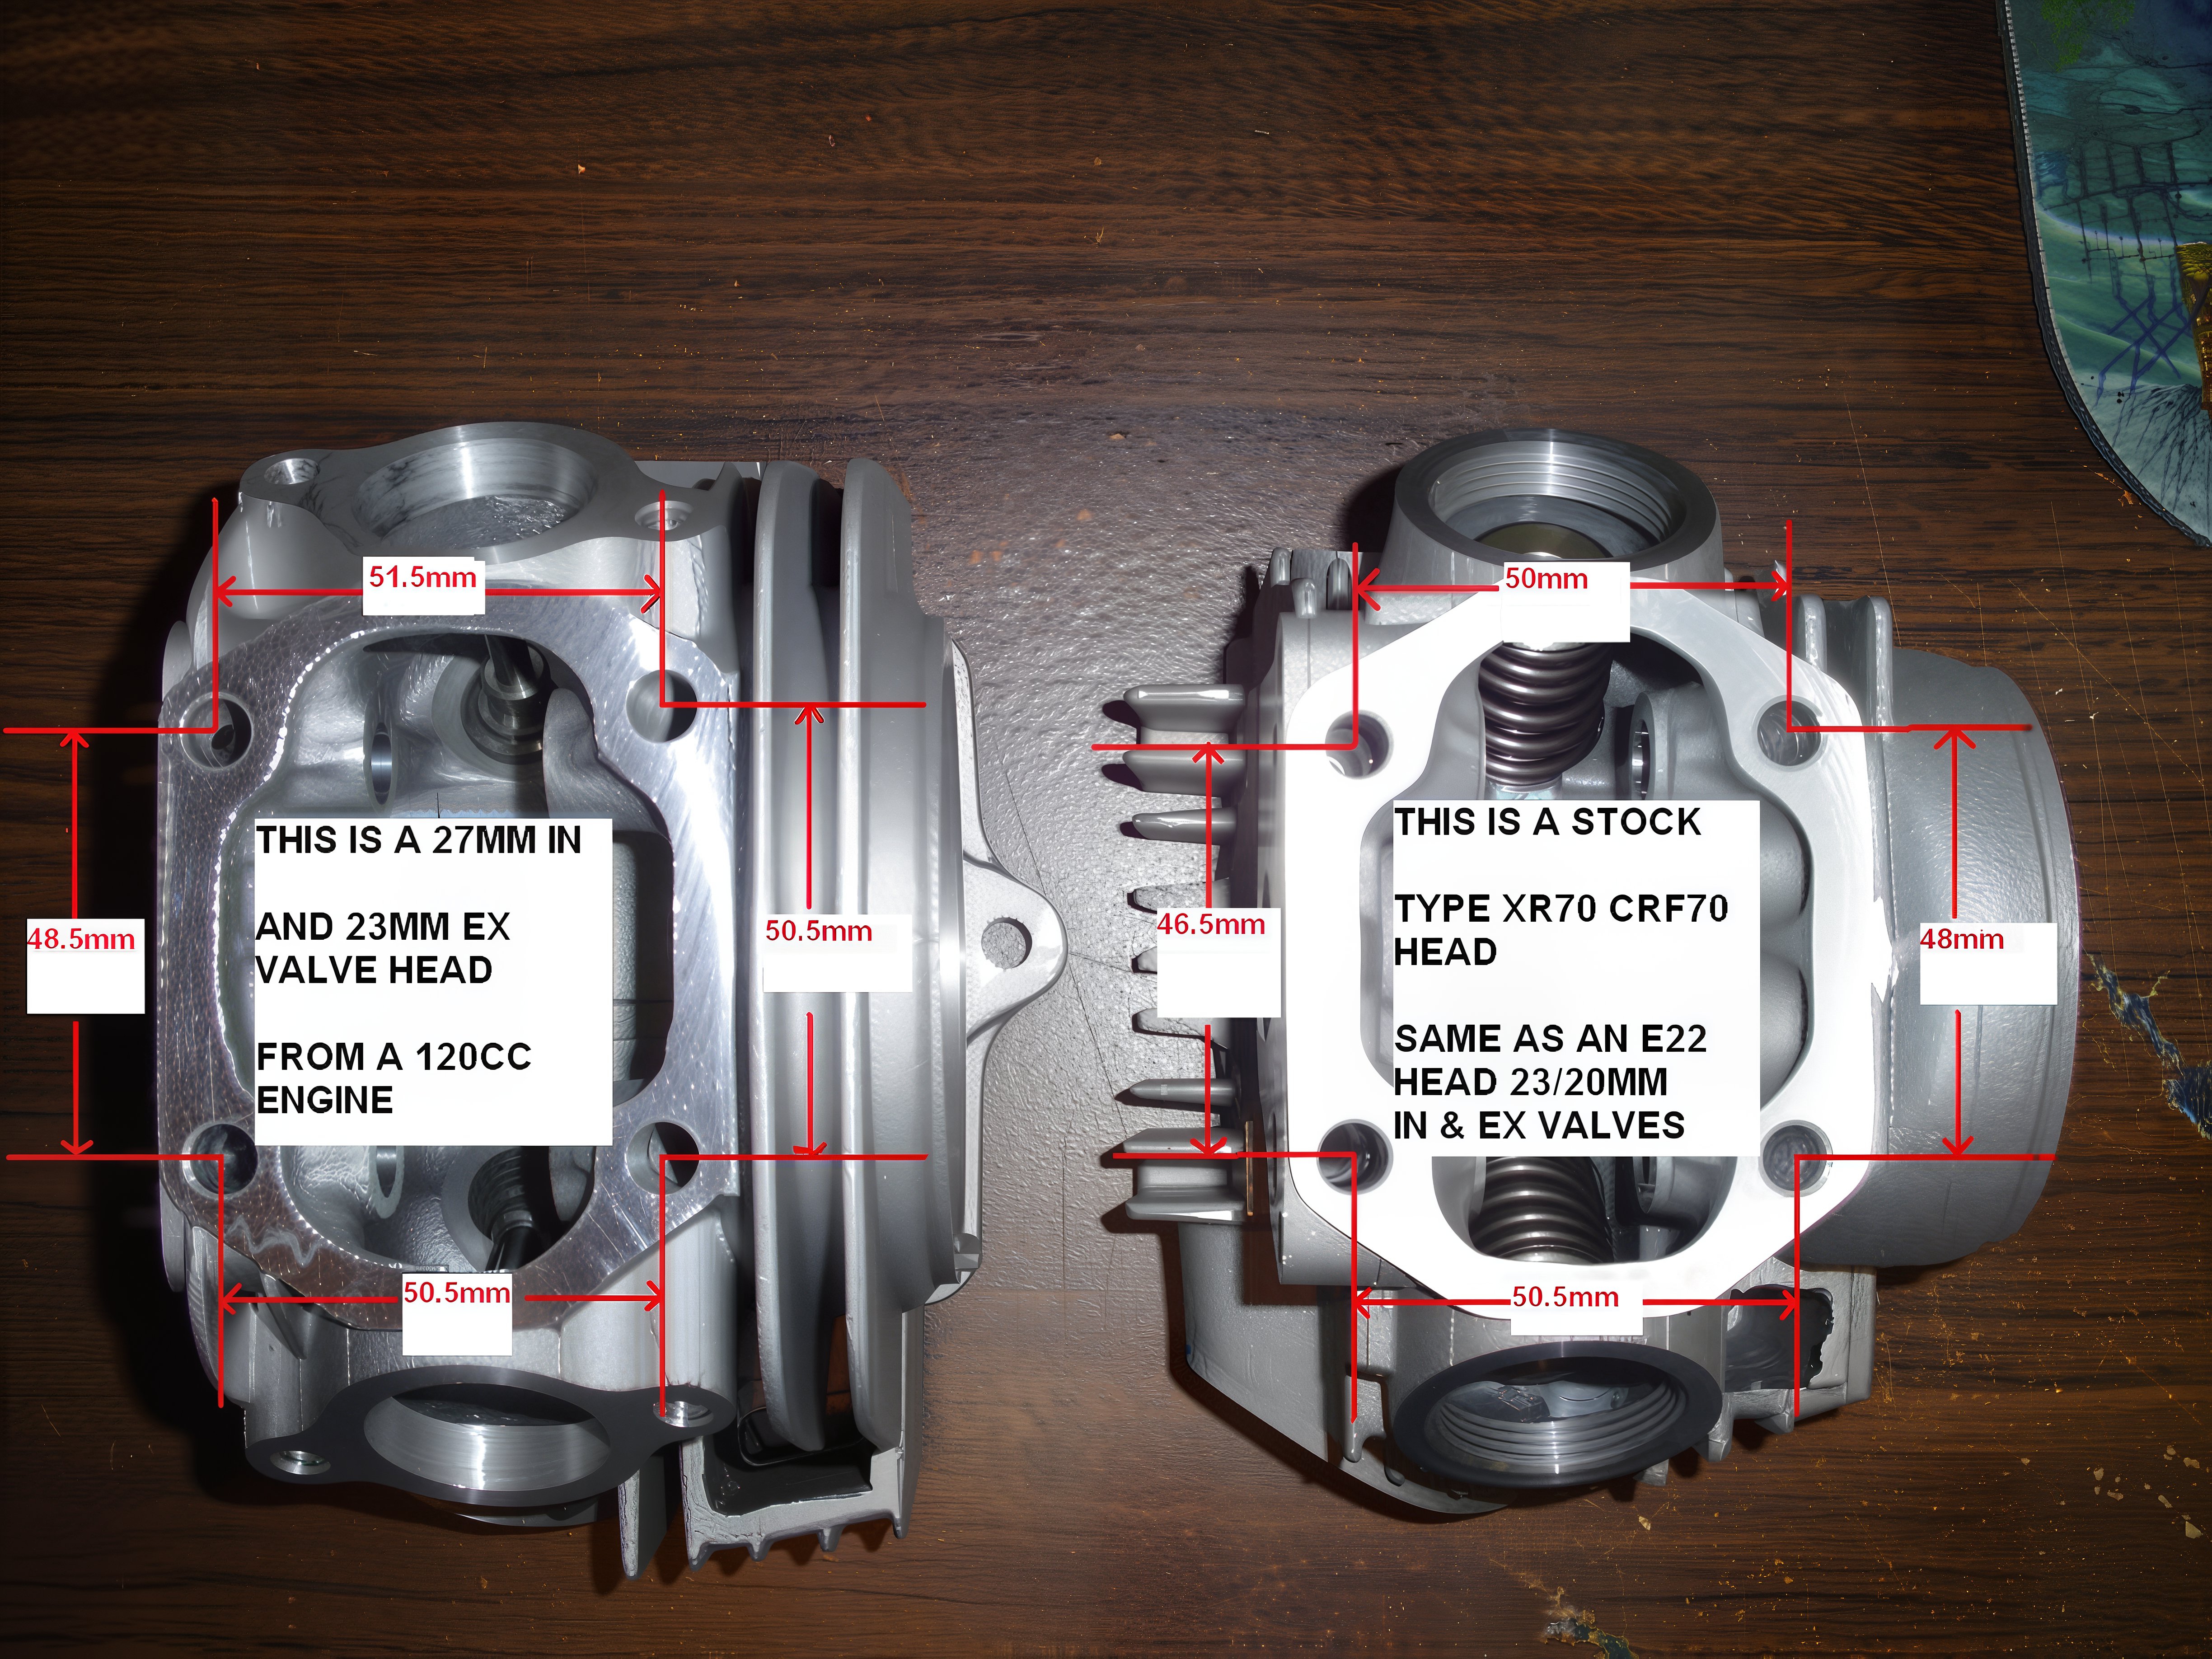 51.5mm
48.5mm
THIS IS A 27MM IN
AND 23MM EX
VALVE HEAD
FROM A 120CC
ENGINE
50.5mm
50.5mm
50mm
46.5mm
THIS IS A STOCK
TYPE XR70 CRF70
HEAD
SAME AS AN E22
HEAD 23/20MM
IN & EX VALVES
48mm
50.5mm